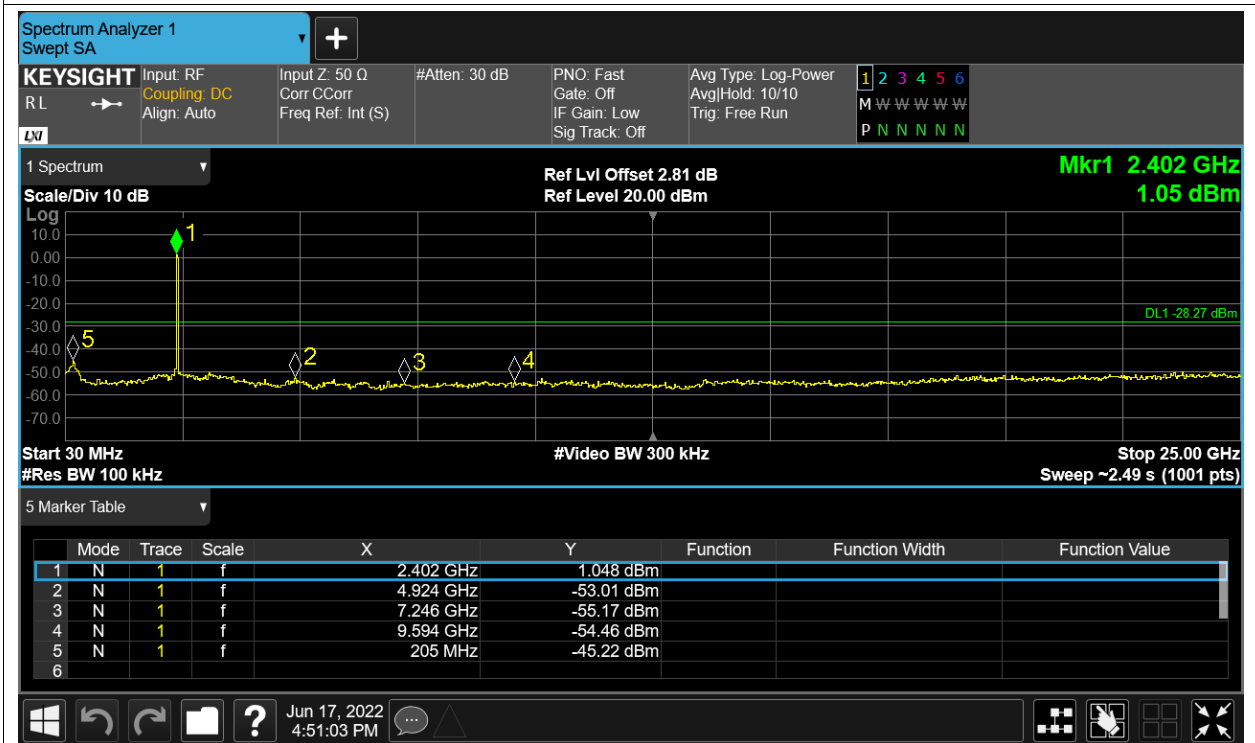 Spectrum Analyzer 1
Swept SA
+
KEYSIGHT Input: RF Input Z: 50 Ω #Atten: 30 dB PNO: Fast Avg Type: Log-Power 1 2 3 4 5 6
R L Coupling: DC Corr CCorr Gate: Off Avg|Hold: 10/10 M W W W W W
Align: Auto Freq Ref: Int (S) IF Gain: Low Trig: Free Run
LXI Sig Track: Off P N N N N N
1 Spectrum Ref Lvl Offset 2.81 dB Mkr1 2.402 GHz
Scale/Div 10 dB Ref Level 20.00 dBm 1.05 dBm
Log
10.0 1
0.00
-10.0
-20.0
DL1 -28.27 dBm
-30.0
5
-40.0 2 3 4
-50.0
-60.0
-70.0
Start 30 MHz #Video BW 300 kHz Stop 25.00 GHz
#Res BW 100 kHz Sweep ~2.49 s (1001 pts)
5 Marker Table
Mode Trace Scale X Y Function Function Width Function Value
1 N 1 f 2.402 GHz 1.048 dBm
2 N 1 f 4.924 GHz -53.01 dBm
3 N 1 f 7.246 GHz -55.17 dBm
4 N 1 f 9.594 GHz -54.46 dBm
5 N 1 f 205 MHz -45.22 dBm
6
? Jun 17, 2022
4:51:03 PM